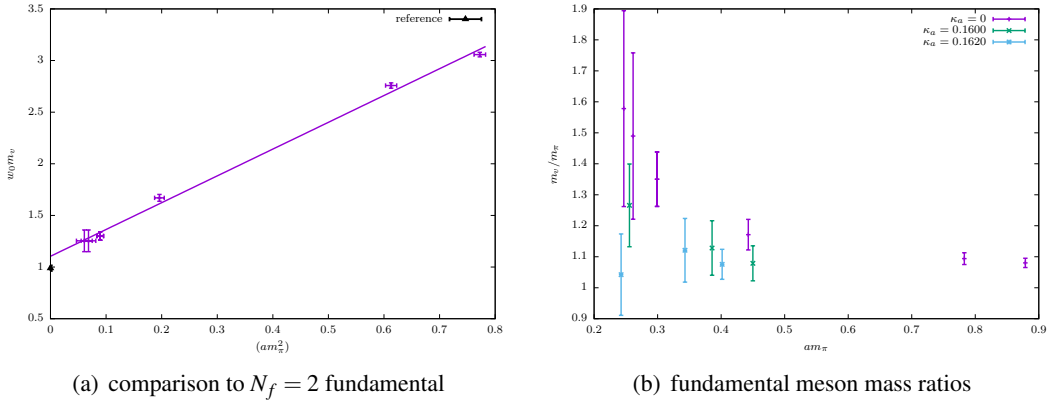 reference
w₀mᵥ
3.5
3
2.5
2
1.5
1
0.5
0 0.1 0.2 0.3 0.4 0.5 0.6 0.7 0.8
(am²_π)
(a) comparison to N_f = 2 fundamental
κₐ = 0
κₐ = 0.1600
κₐ = 0.1620
mᵥ/m_π
1.9
1.8
1.7
1.6
1.5
1.4
1.3
1.2
1.1
1
0.9
0.2 0.3 0.4 0.5 0.6 0.7 0.8 0.9
am_π
(b) fundamental meson mass ratios